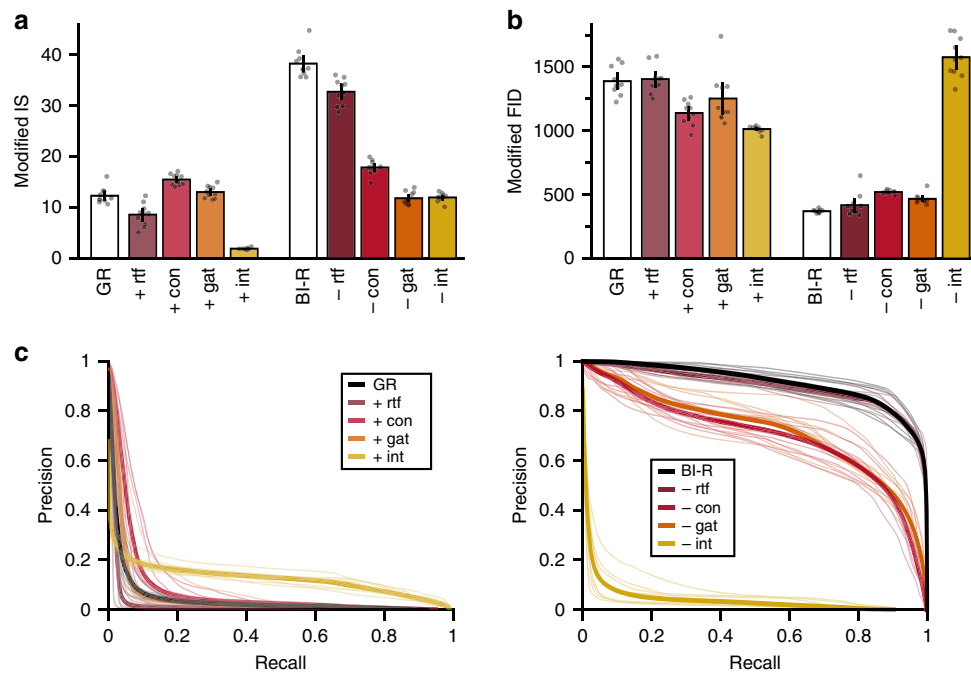 a
Modified IS
40
30
20
10
0
GR
+ rtf
+ con
+ gat
+ int
BI-R
– rtf
– con
– gat
– int
b
Modified FID
1500
1000
500
0
GR
+ rtf
+ con
+ gat
+ int
BI-R
– rtf
– con
– gat
– int
c
Precision
1
0.8
0.6
0.4
0.2
0
0 0.2 0.4 0.6 0.8 1
Recall
GR
+ rtf
+ con
+ gat
+ int
Precision
1
0.8
0.6
0.4
0.2
0
0 0.2 0.4 0.6 0.8 1
Recall
BI-R
– rtf
– con
– gat
– int